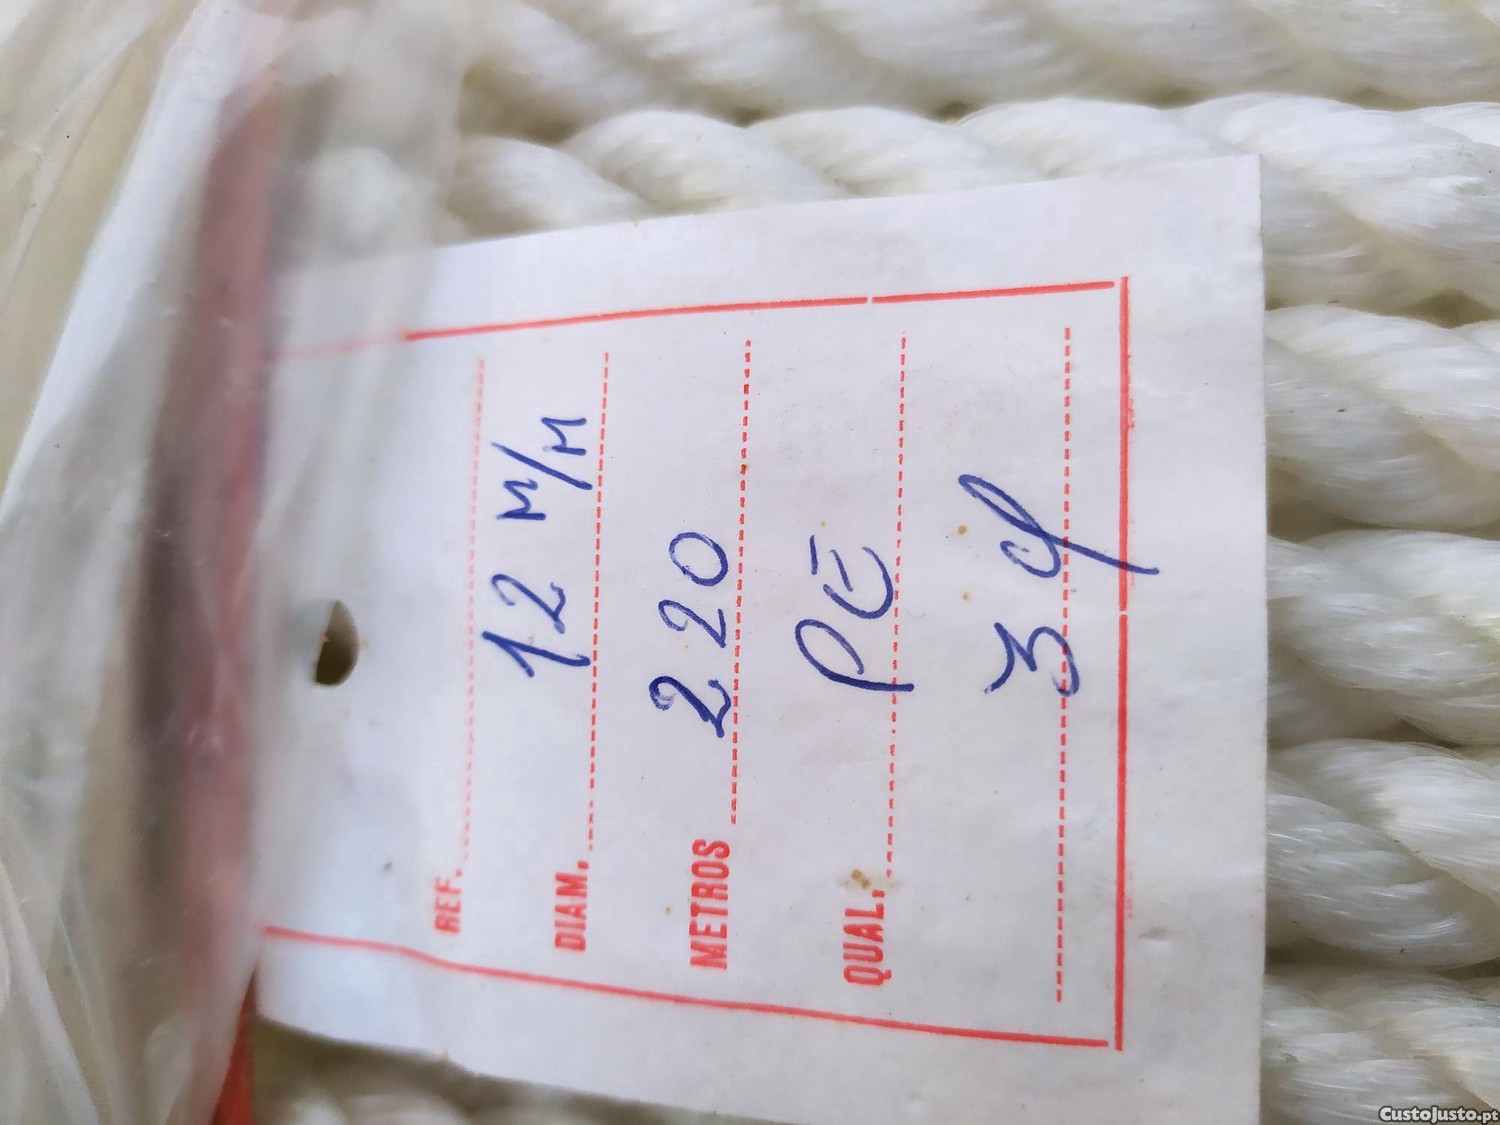 REF.
DIAM. 12 M/M
METROS 220
QUAL. PE
3 φ
CustoJusto.pt